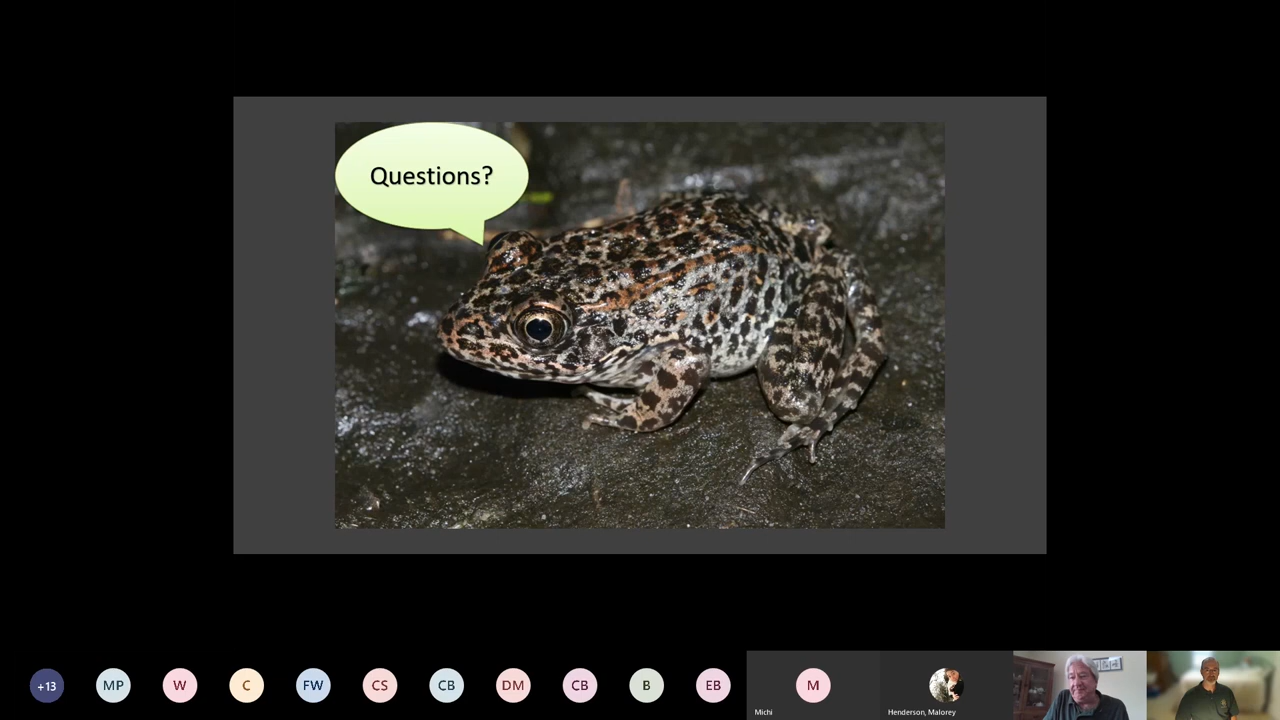 Questions?
+13
MP
W
C
FW
CS
CB
DM
CB
B
EB
M
Michi
Henderson, Malorey